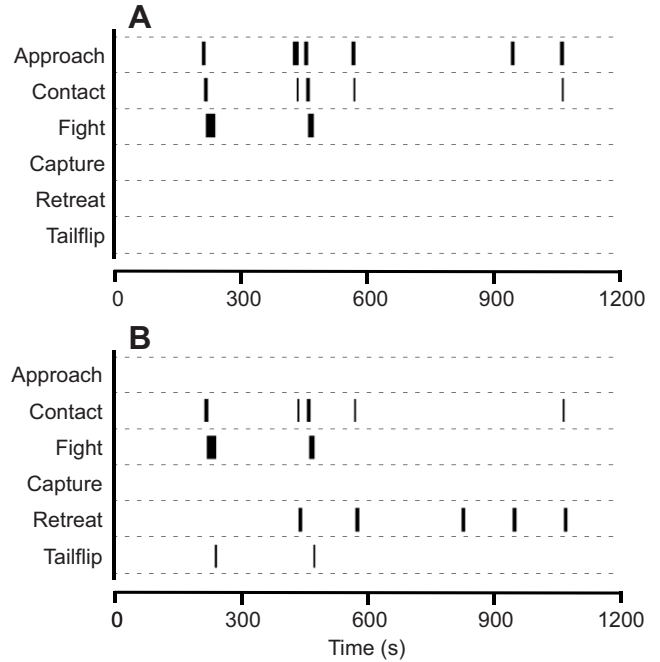 A
Approach
Contact
Fight
Capture
Retreat
Tailflip
0 300 600 900 1200
B
Approach
Contact
Fight
Capture
Retreat
Tailflip
0 300 600 900 1200
Time (s)